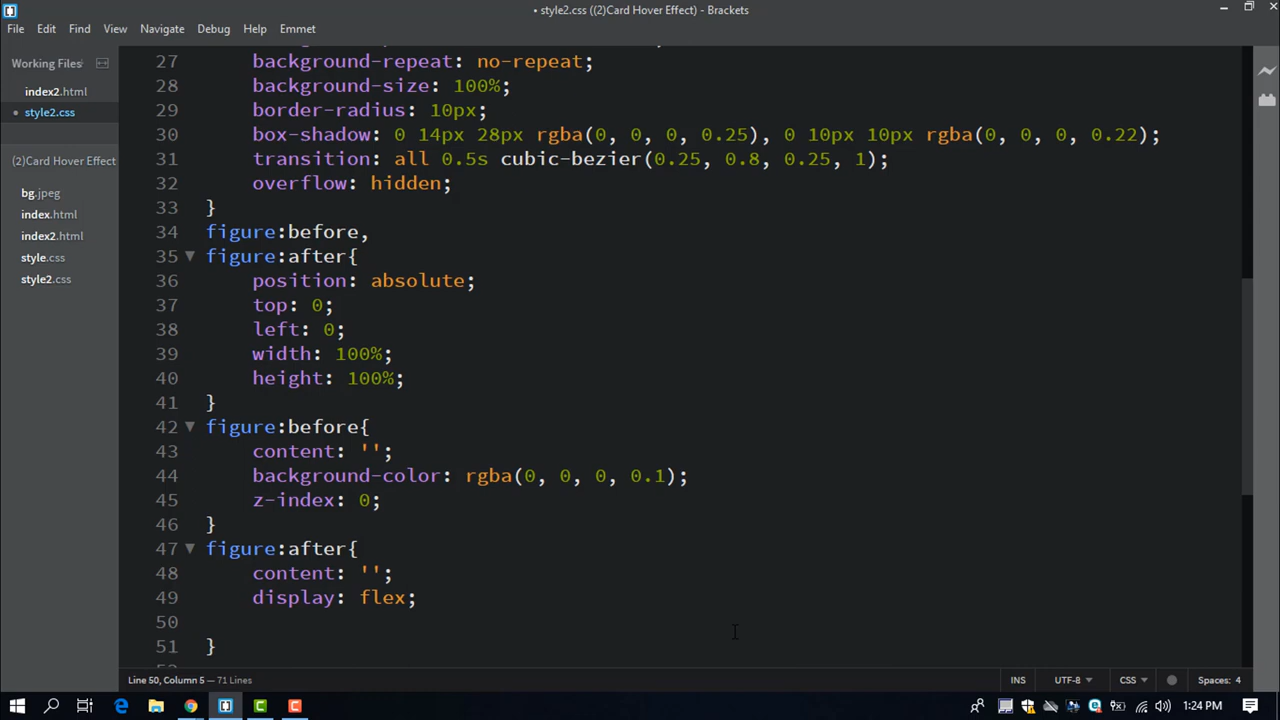 • style2.css ((2)Card Hover Effect) - Brackets
File Edit Find View Navigate Debug Help Emmet
Working Files
index2.html
• style2.css
(2)Card Hover Effect
bg.jpeg
index.html
index2.html
style.css
style2.css
27 background-repeat: no-repeat;
28 background-size: 100%;
29 border-radius: 10px;
30 box-shadow: 0 14px 28px rgba(0, 0, 0, 0.25), 0 10px 10px rgba(0, 0, 0, 0.22);
31 transition: all 0.5s cubic-bezier(0.25, 0.8, 0.25, 1);
32 overflow: hidden;
33 }
34 figure:before,
35 figure:after{
36 position: absolute;
37 top: 0;
38 left: 0;
39 width: 100%;
40 height: 100%;
41 }
42 figure:before{
43 content: '';
44 background-color: rgba(0, 0, 0, 0.1);
45 z-index: 0;
46 }
47 figure:after{
48 content: '';
49 display: flex;
50
51 }
Line 50, Column 5 — 71 Lines
INS UTF-8 CSS Spaces: 4
1:24 PM